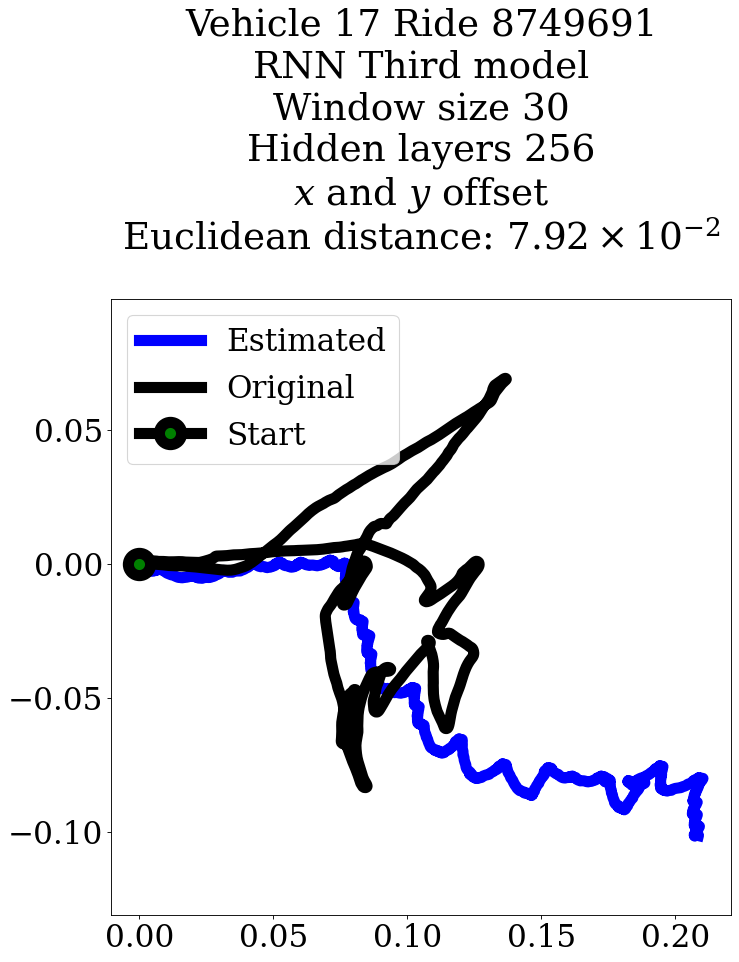 Vehicle 17 Ride 8749691
RNN Third model
Window size 30
Hidden layers 256
x and y offset
Euclidean distance: 7.92 × 10⁻²
Estimated
Original
Start
0.05
0.00
−0.05
−0.10
0.00 0.05 0.10 0.15 0.20